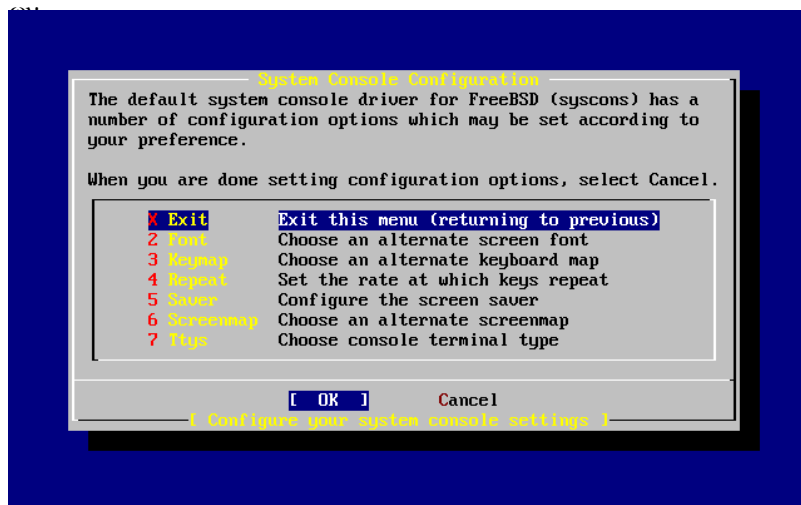 System Console Configuration
The default system console driver for FreeBSD (syscons) has a
number of configuration options which may be set according to
your preference.
When you are done setting configuration options, select Cancel.
X Exit Exit this menu (returning to previous)
2 Font Choose an alternate screen font
3 Keymap Choose an alternate keyboard map
4 Repeat Set the rate at which keys repeat
5 Saver Configure the screen saver
6 Screenmap Choose an alternate screenmap
7 Ttys Choose console terminal type
[ OK ] Cancel
[ Configure your system console settings ]